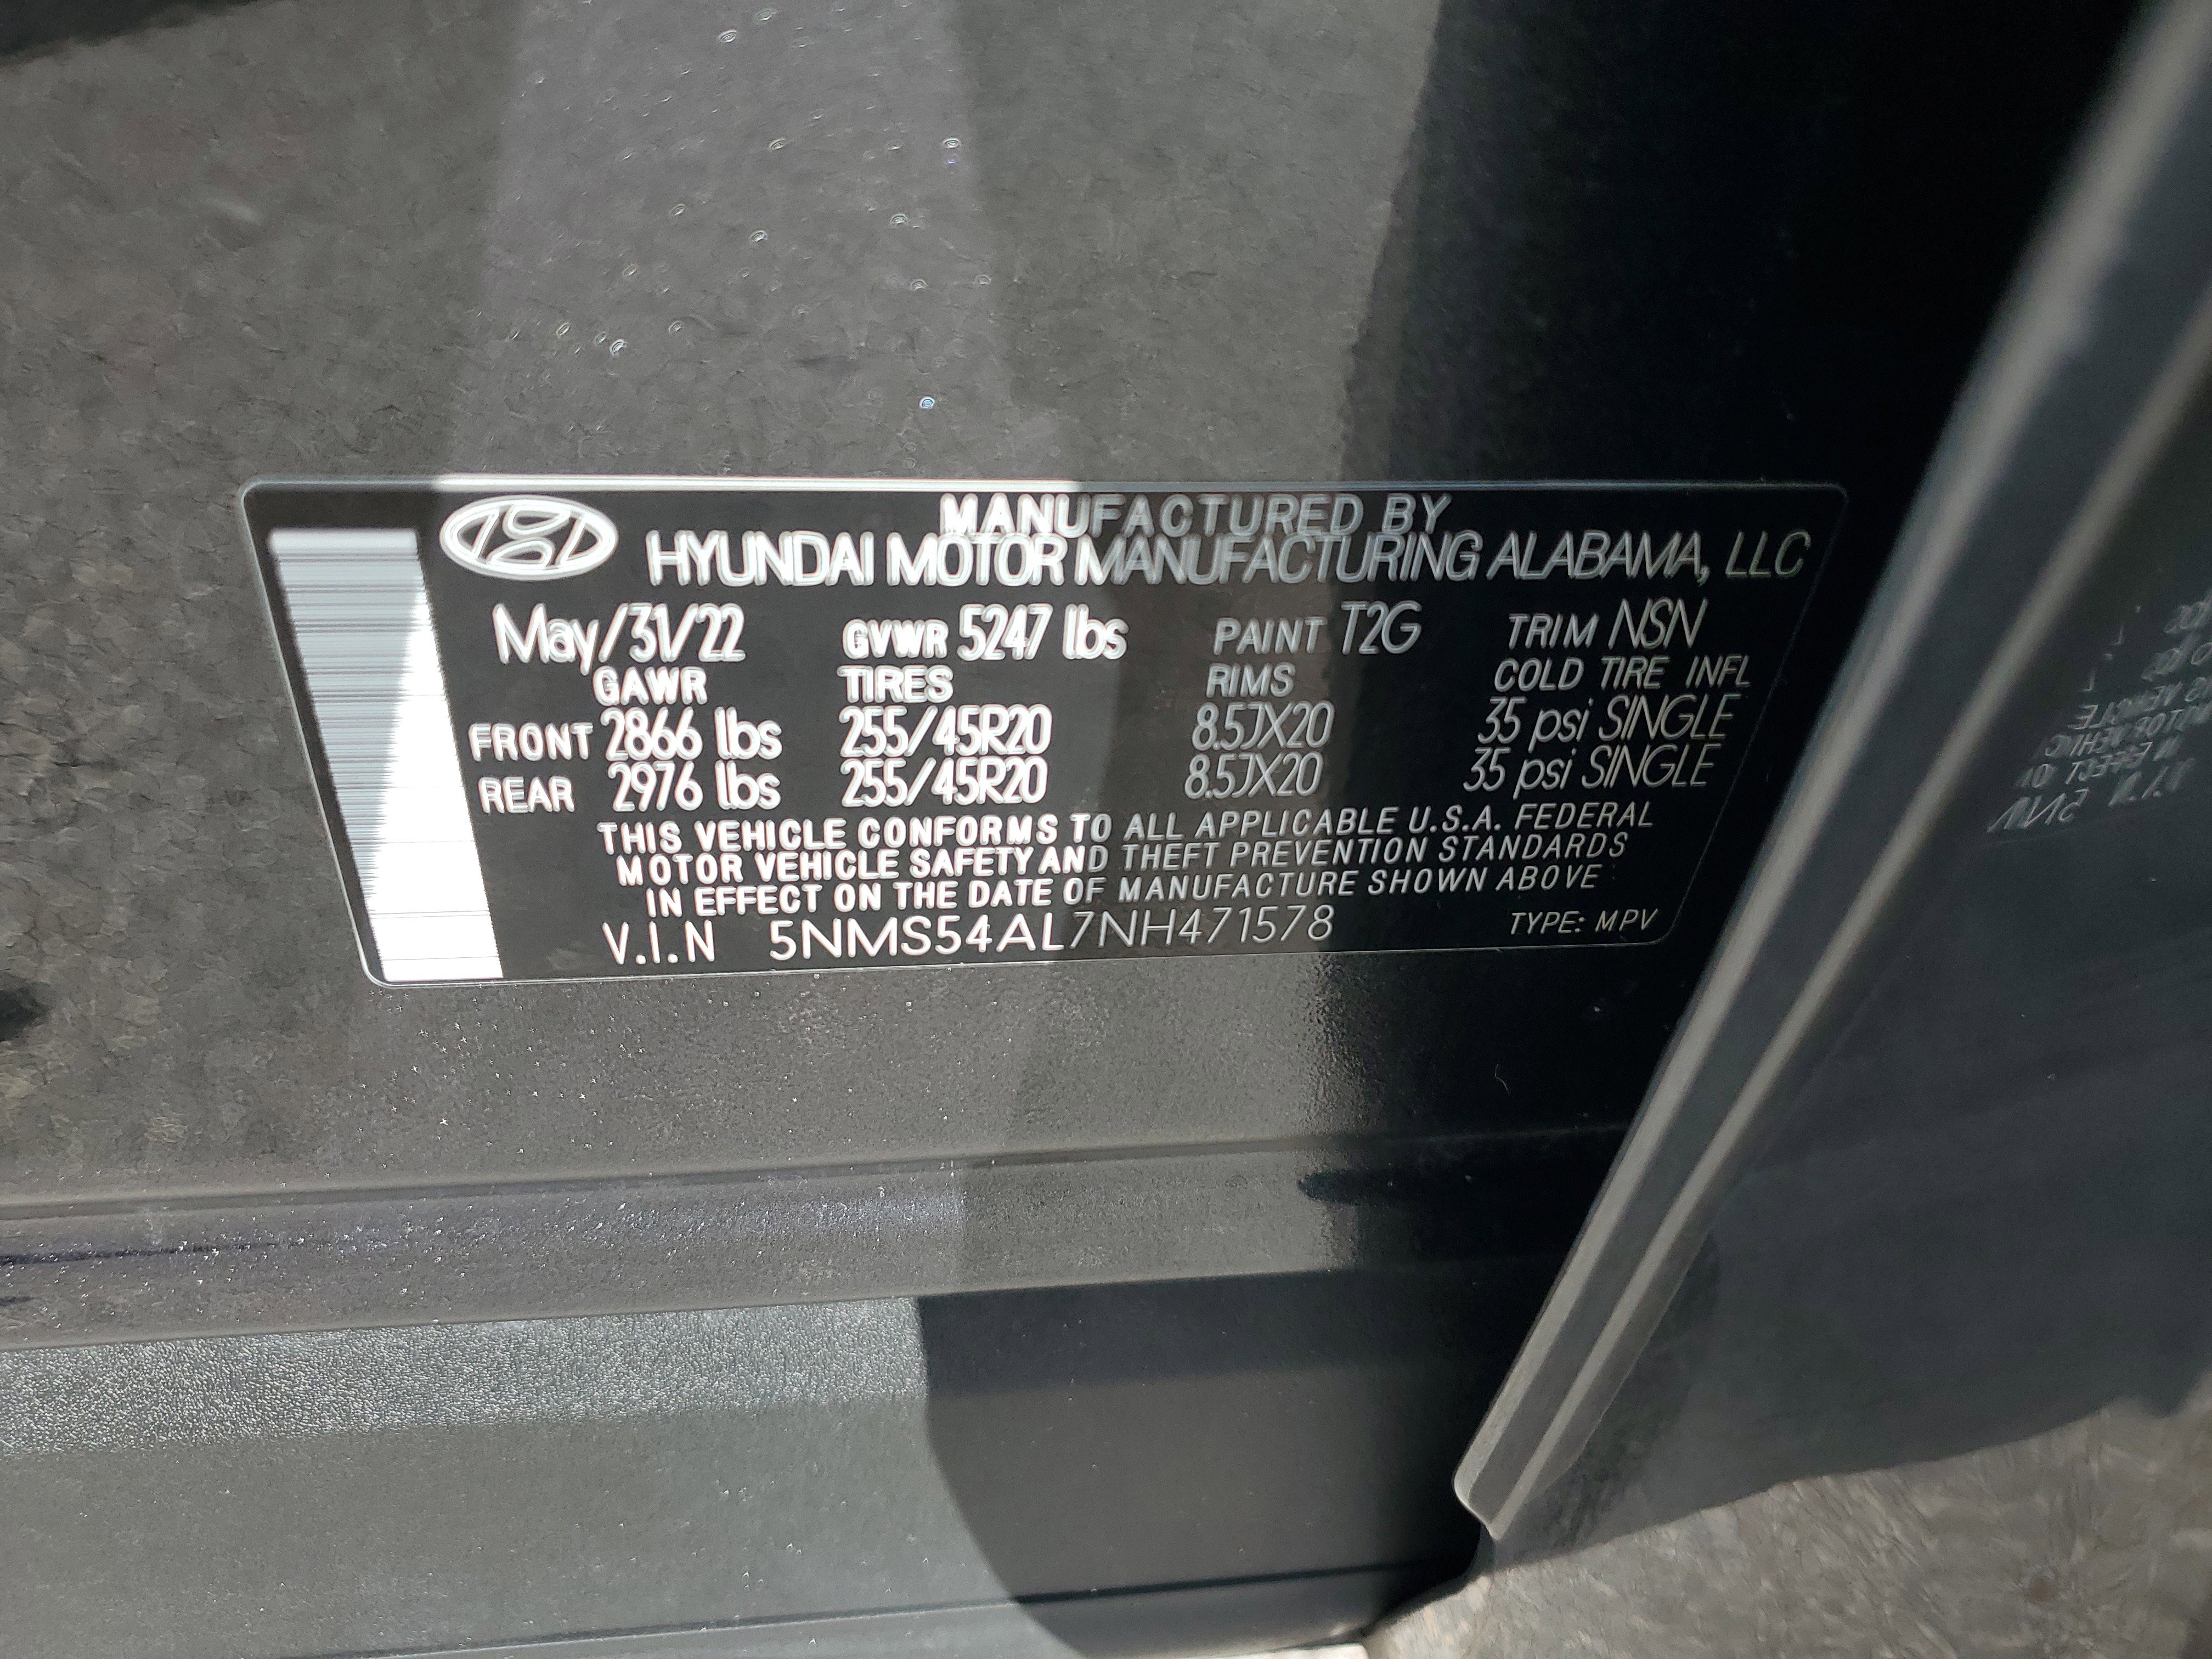 MANUFACTURED BY
HYUNDAI MOTOR MANUFACTURING ALABAMA, LLC
May/31/22 GVWR 5247 lbs PAINT T2G TRIM NSN
GAWR TIRES RIMS COLD TIRE INFL
FRONT 2866 lbs 255/45R20 8.5JX20 35 psi SINGLE
REAR 2976 lbs 255/45R20 8.5JX20 35 psi SINGLE
THIS VEHICLE CONFORMS TO ALL APPLICABLE U.S.A. FEDERAL
MOTOR VEHICLE SAFETY AND THEFT PREVENTION STANDARDS
IN EFFECT ON THE DATE OF MANUFACTURE SHOWN ABOVE
V.I.N 5NMS54AL7NH471578 TYPE: MPV